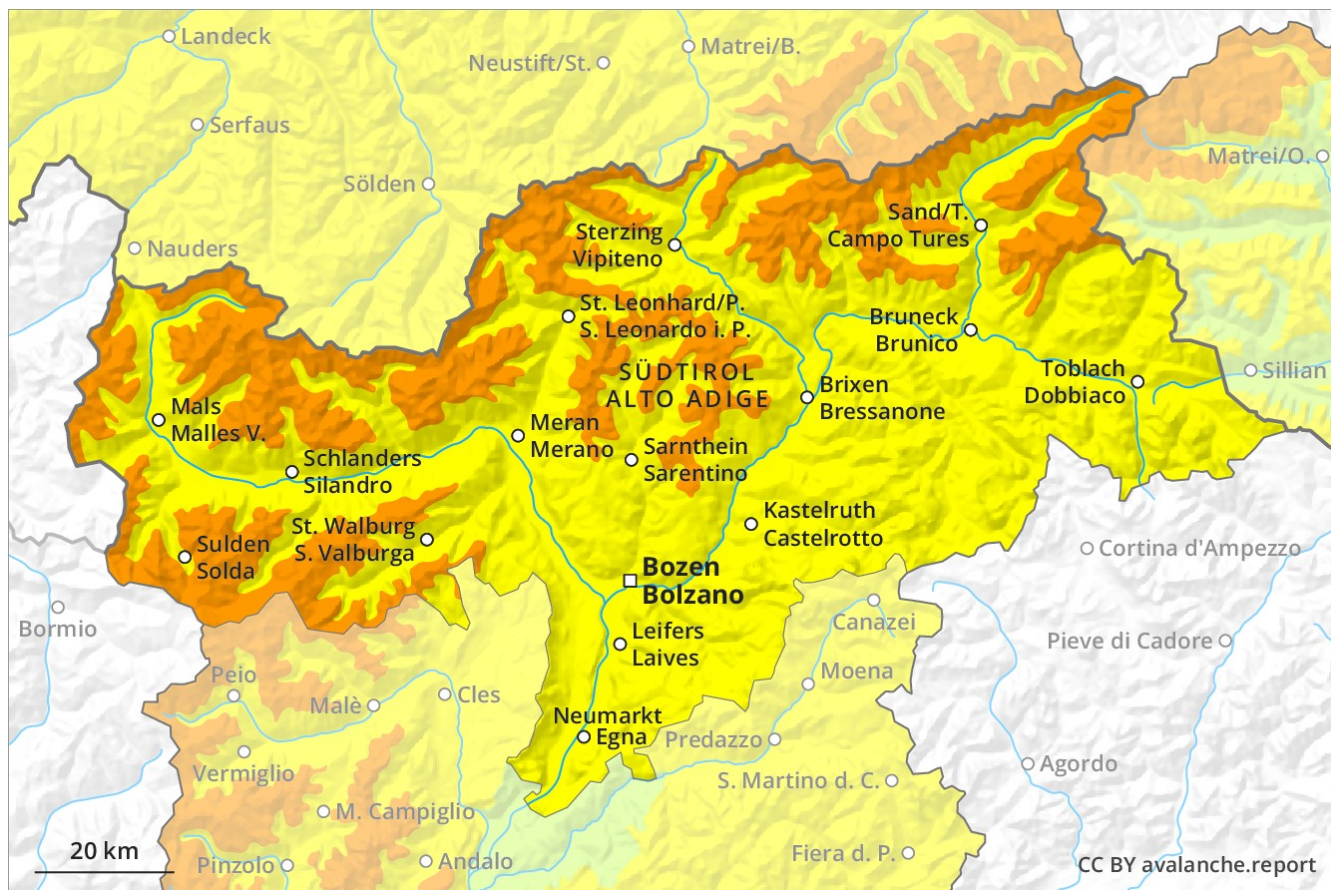 Landeck
Matrei/B.
Neustift/St.
Serfaus
Matrei/O.
Sölden
Sand/T.
Campo Tures
Sterzing
Vipiteno
Nauders
St. Leonhard/P.
S. Leonardo i. P.
Bruneck
Brunico
SÜDTIROL
ALTO ADIGE
Toblach
Dobbiaco
Sillian
Brixen
Bressanone
Mals
Malles V.
Meran
Merano
Sarnthein
Sarentino
Schlanders
Silandro
Kastelruth
Castelrotto
St. Walburg
S. Valburga
Sulden
Solda
Cortina d'Ampezzo
Bozen
Bolzano
Bormio
Canazei
Leifers
Laives
Pieve di Cadore
Peio
Moena
Malè
Cles
Neumarkt
Egna
Predazzo
Vermiglio
Agordo
S. Martino d. C.
M. Campiglio
20 km
Pinzolo
Andalo
Fiera d. P.
CC BY avalanche.report